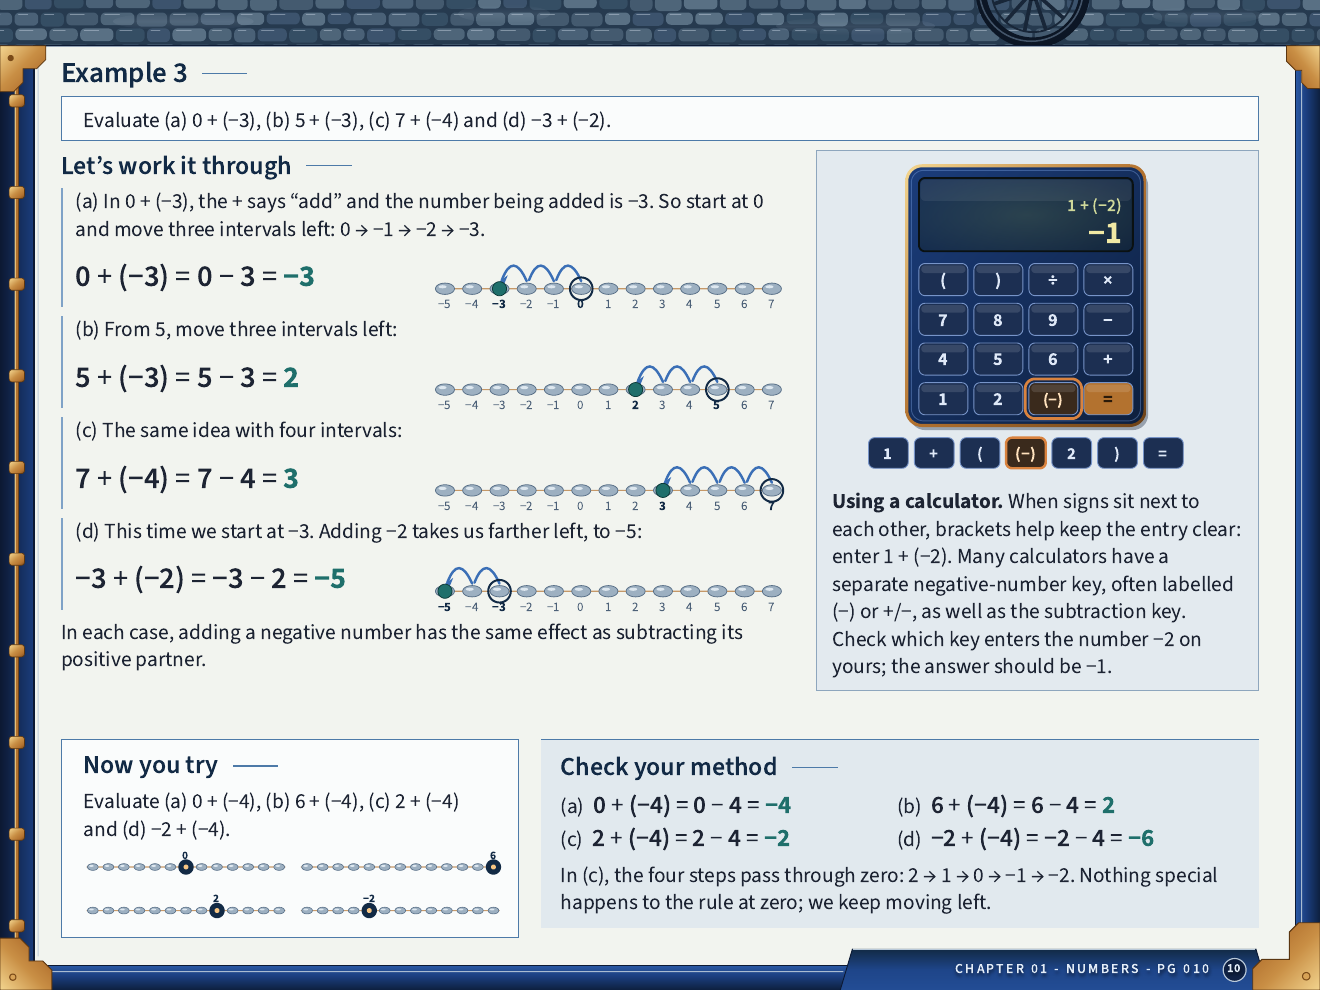 Example 3
Evaluate (a) 0 + (−3), (b) 5 + (−3), (c) 7 + (−4) and (d) −3 + (−2).
Let’s work it through
(a) In 0 + (−3), the + says “add” and the number being added is −3. So start at 0
and move three intervals left: 0 → −1 → −2 → −3.
0 + (−3) = 0 − 3 = −3
−5 −4 −3 −2 −1 0 1 2 3 4 5 6 7
(b) From 5, move three intervals left:
5 + (−3) = 5 − 3 = 2
−5 −4 −3 −2 −1 0 1 2 3 4 5 6 7
(c) The same idea with four intervals:
7 + (−4) = 7 − 4 = 3
−5 −4 −3 −2 −1 0 1 2 3 4 5 6 7
(d) This time we start at −3. Adding −2 takes us farther left, to −5:
−3 + (−2) = −3 − 2 = −5
−5 −4 −3 −2 −1 0 1 2 3 4 5 6 7
In each case, adding a negative number has the same effect as subtracting its
positive partner.
1 + (−2)
−1
( ) ÷ ×
7 8 9 −
4 5 6 +
1 2 (−) =
1 + ( (−) 2 ) =
Using a calculator. When signs sit next to
each other, brackets help keep the entry clear:
enter 1 + (−2). Many calculators have a
separate negative-number key, often labelled
(−) or +/−, as well as the subtraction key.
Check which key enters the number −2 on
yours; the answer should be −1.
Now you try
Evaluate (a) 0 + (−4), (b) 6 + (−4), (c) 2 + (−4)
and (d) −2 + (−4).
0 6
2 −2
Check your method
(a) 0 + (−4) = 0 − 4 = −4 (b) 6 + (−4) = 6 − 4 = 2
(c) 2 + (−4) = 2 − 4 = −2 (d) −2 + (−4) = −2 − 4 = −6
In (c), the four steps pass through zero: 2 → 1 → 0 → −1 → −2. Nothing special
happens to the rule at zero; we keep moving left.
CHAPTER 01 - NUMBERS - PG 010 10